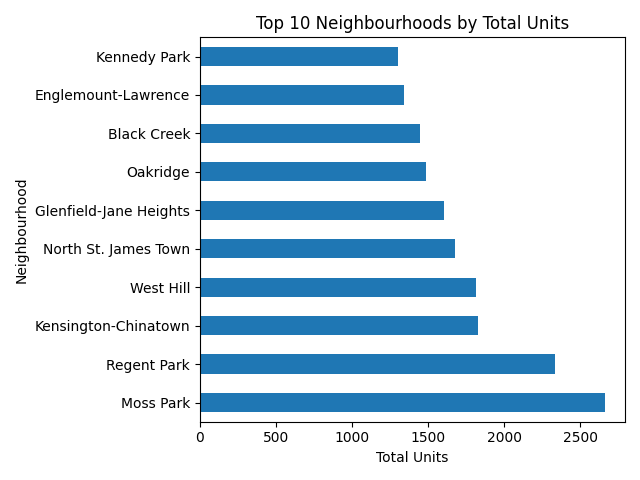 Top 10 Neighbourhoods by Total Units
Kennedy Park
Englemount-Lawrence
Black Creek
Oakridge
Glenfield-Jane Heights
North St. James Town
West Hill
Kensington-Chinatown
Regent Park
Moss Park
Neighbourhood
0 500 1000 1500 2000 2500
Total Units